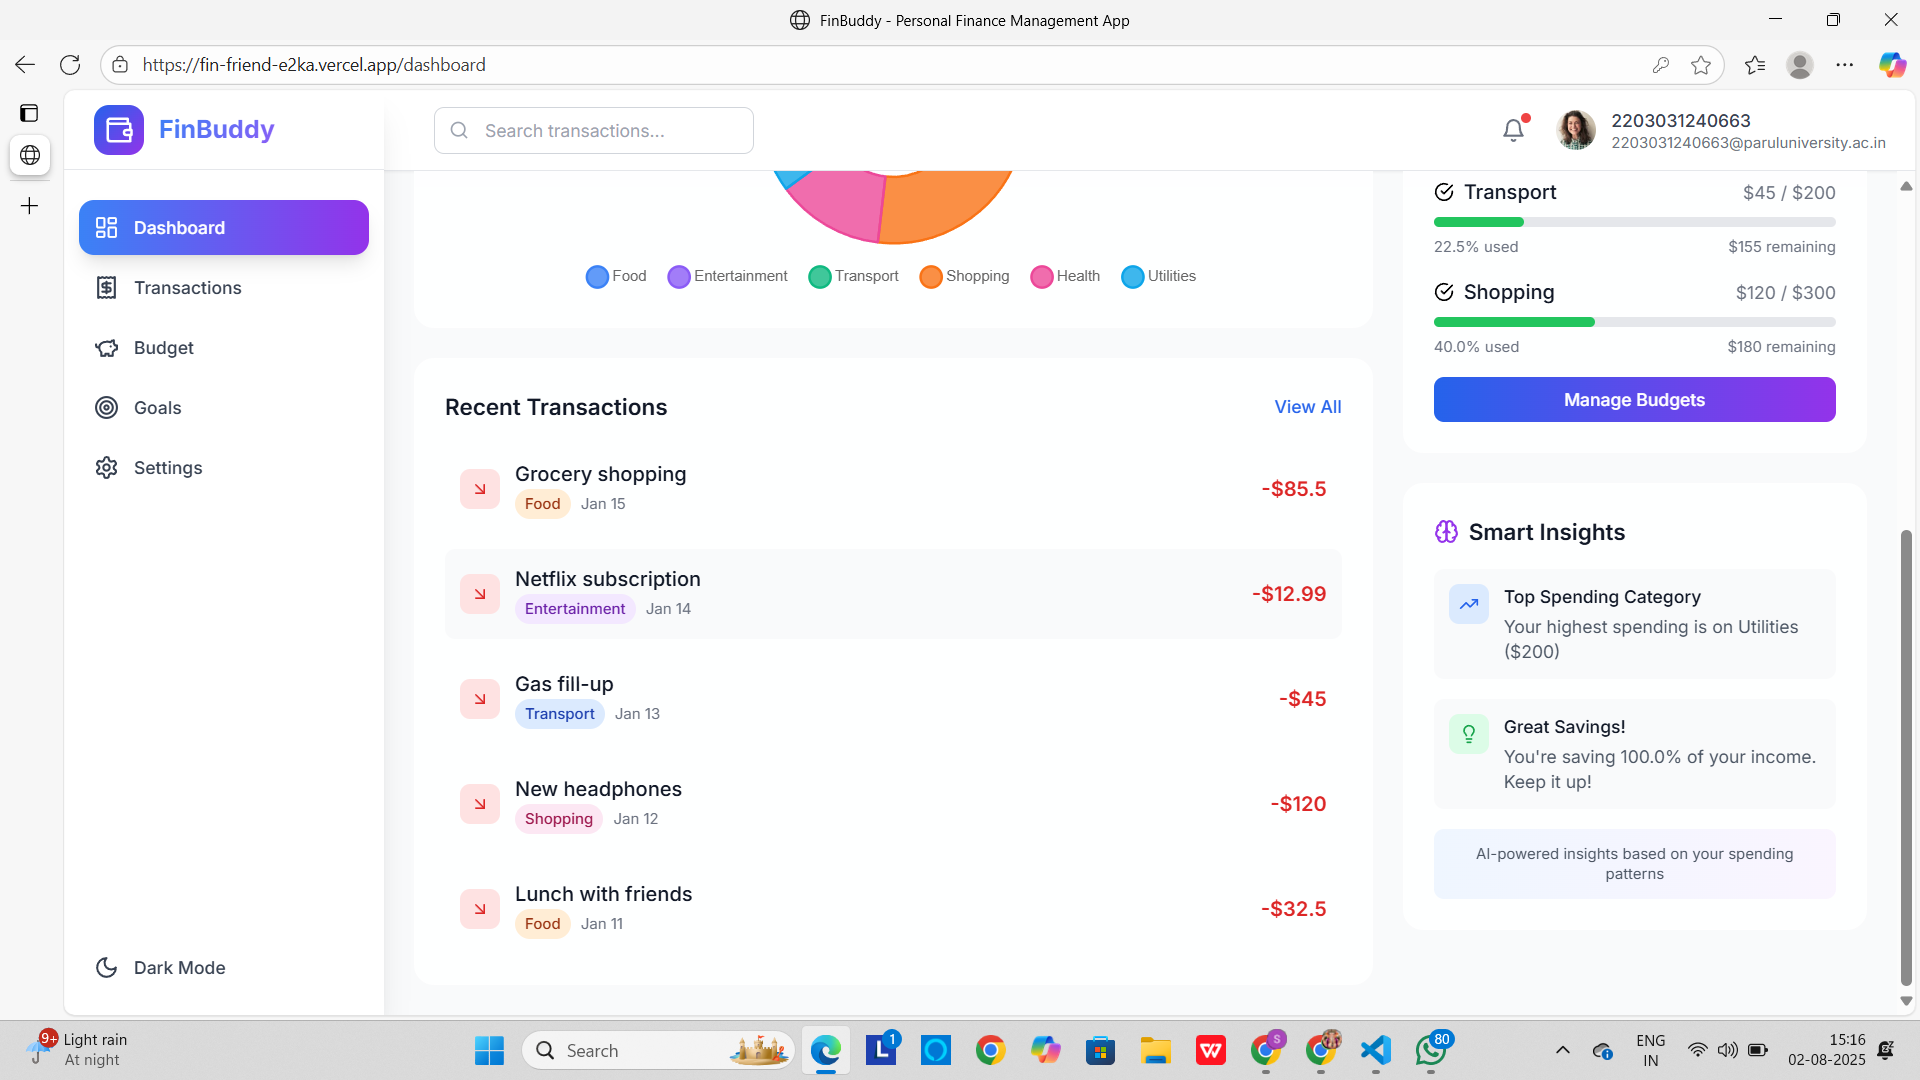 FinBuddy - Personal Finance Management App
https://fin-friend-e2ka.vercel.app/dashboard
FinBuddy
Search transactions...
2203031240663
2203031240663@paruluniversity.ac.in
Dashboard
Transactions
Budget
Goals
Settings
Dark Mode
Food Entertainment Transport Shopping Health Utilities
Recent Transactions
View All
Grocery shopping
Food Jan 15
-$85.5
Netflix subscription
Entertainment Jan 14
-$12.99
Gas fill-up
Transport Jan 13
-$45
New headphones
Shopping Jan 12
-$120
Lunch with friends
Food Jan 11
-$32.5
Transport $45 / $200
22.5% used $155 remaining
Shopping $120 / $300
40.0% used $180 remaining
Manage Budgets
Smart Insights
Top Spending Category
Your highest spending is on Utilities
($200)
Great Savings!
You're saving 100.0% of your income.
Keep it up!
AI-powered insights based on your spending
patterns
9+
Light rain
At night
Search
L
1
W
S
80
ENG
IN
15:16
02-08-2025